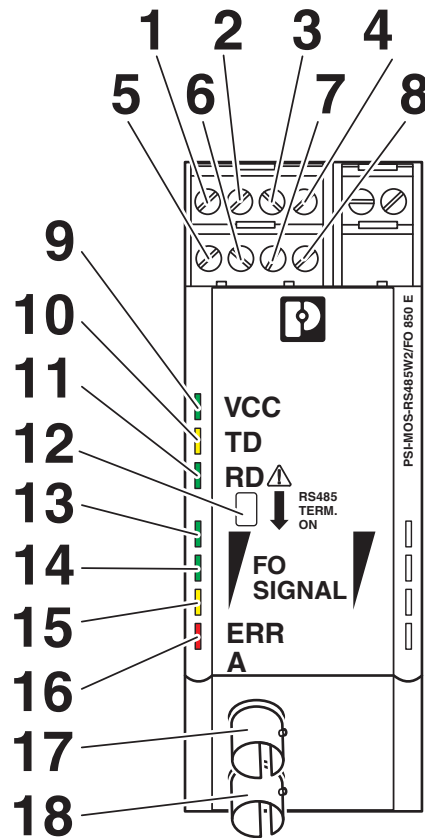 1 2 3 4
5 6 7 8
9
10
11
12
13
14
15
16
17
18
PSI-MOS-RS485W2/FO 850 E
VCC
TD
RD
RS485
TERM.
ON
FO
SIGNAL
ERR
A